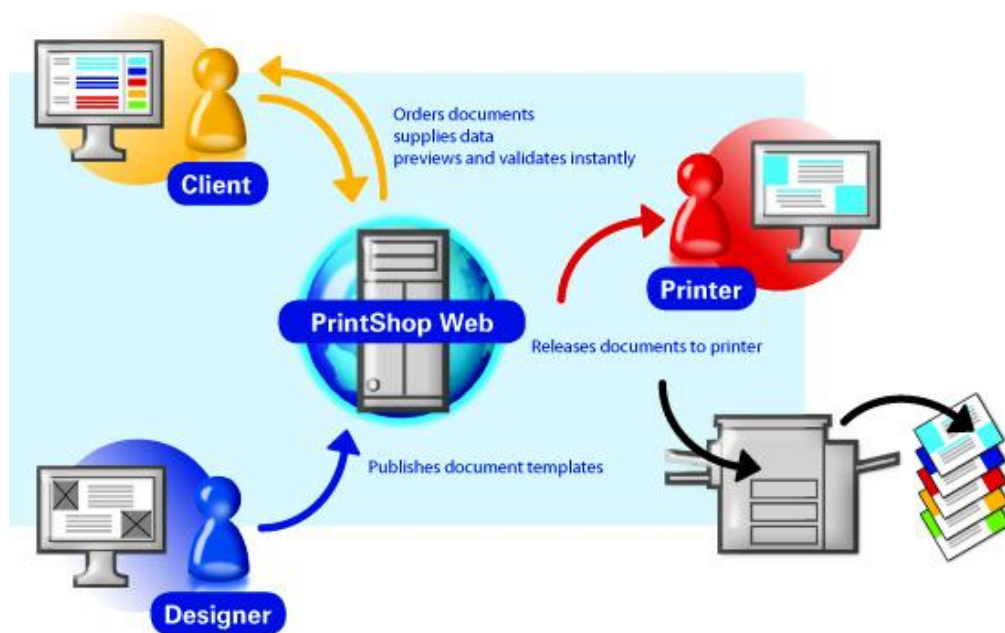 Orders documents
supplies data
previews and validates instantly
Client
Printer
PrintShop Web
Releases documents to printer
Publishes document templates
Designer